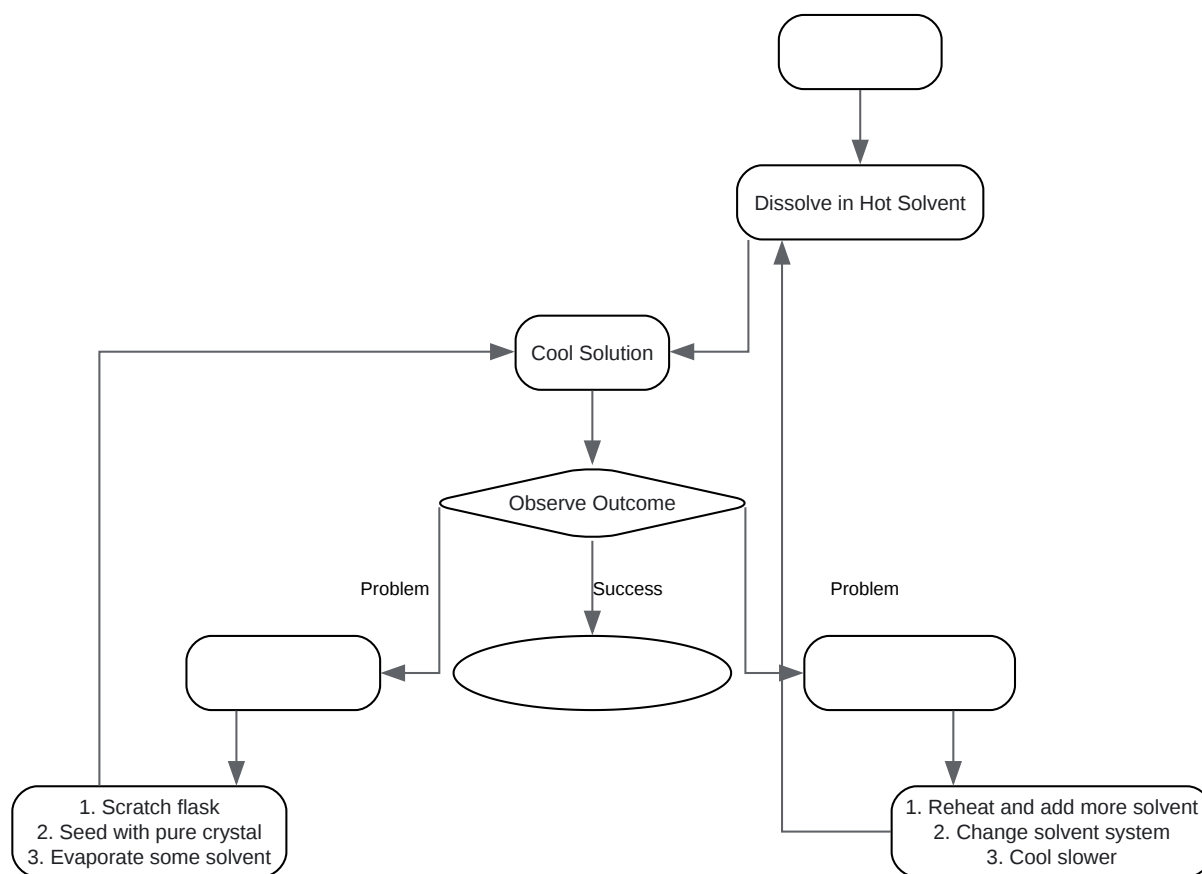 Dissolve in Hot Solvent
Cool Solution
Observe Outcome
Problem
Success
Problem
1. Scratch flask
2. Seed with pure crystal
3. Evaporate some solvent
1. Reheat and add more solvent
2. Change solvent system
3. Cool slower